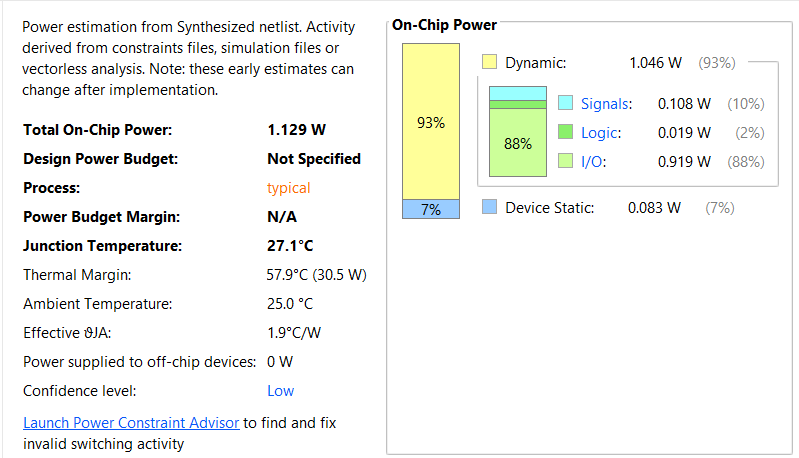 Power estimation from Synthesized netlist. Activity
derived from constraints files, simulation files or
vectorless analysis. Note: these early estimates can
change after implementation.
Total On-Chip Power: 1.129 W
Design Power Budget: Not Specified
Process: typical
Power Budget Margin: N/A
Junction Temperature: 27.1°C
Thermal Margin: 57.9°C (30.5 W)
Ambient Temperature: 25.0 °C
Effective ϑJA: 1.9°C/W
Power supplied to off-chip devices: 0 W
Confidence level: Low
Launch Power Constraint Advisor to find and fix
invalid switching activity
On-Chip Power
93%
7%
Dynamic: 1.046 W (93%)
88%
Signals: 0.108 W (10%)
Logic: 0.019 W (2%)
I/O: 0.919 W (88%)
Device Static: 0.083 W (7%)